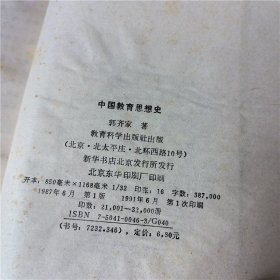 中国教育思想史
郭齐家 著
教育科学出版社出版
(北京·北太平庄·北环西路10号)
新华书店北京发行所发行
北京东华印刷厂印刷
开本:850毫米×1168毫米 1/32 印张:16 字数:387,000
1987年6月 第1版 1991年6月 第1次印刷
印数:21,001—32,000册
ISBN 7-5041-0046-3/G·040
(书号:7232·346) 定价:6.30元